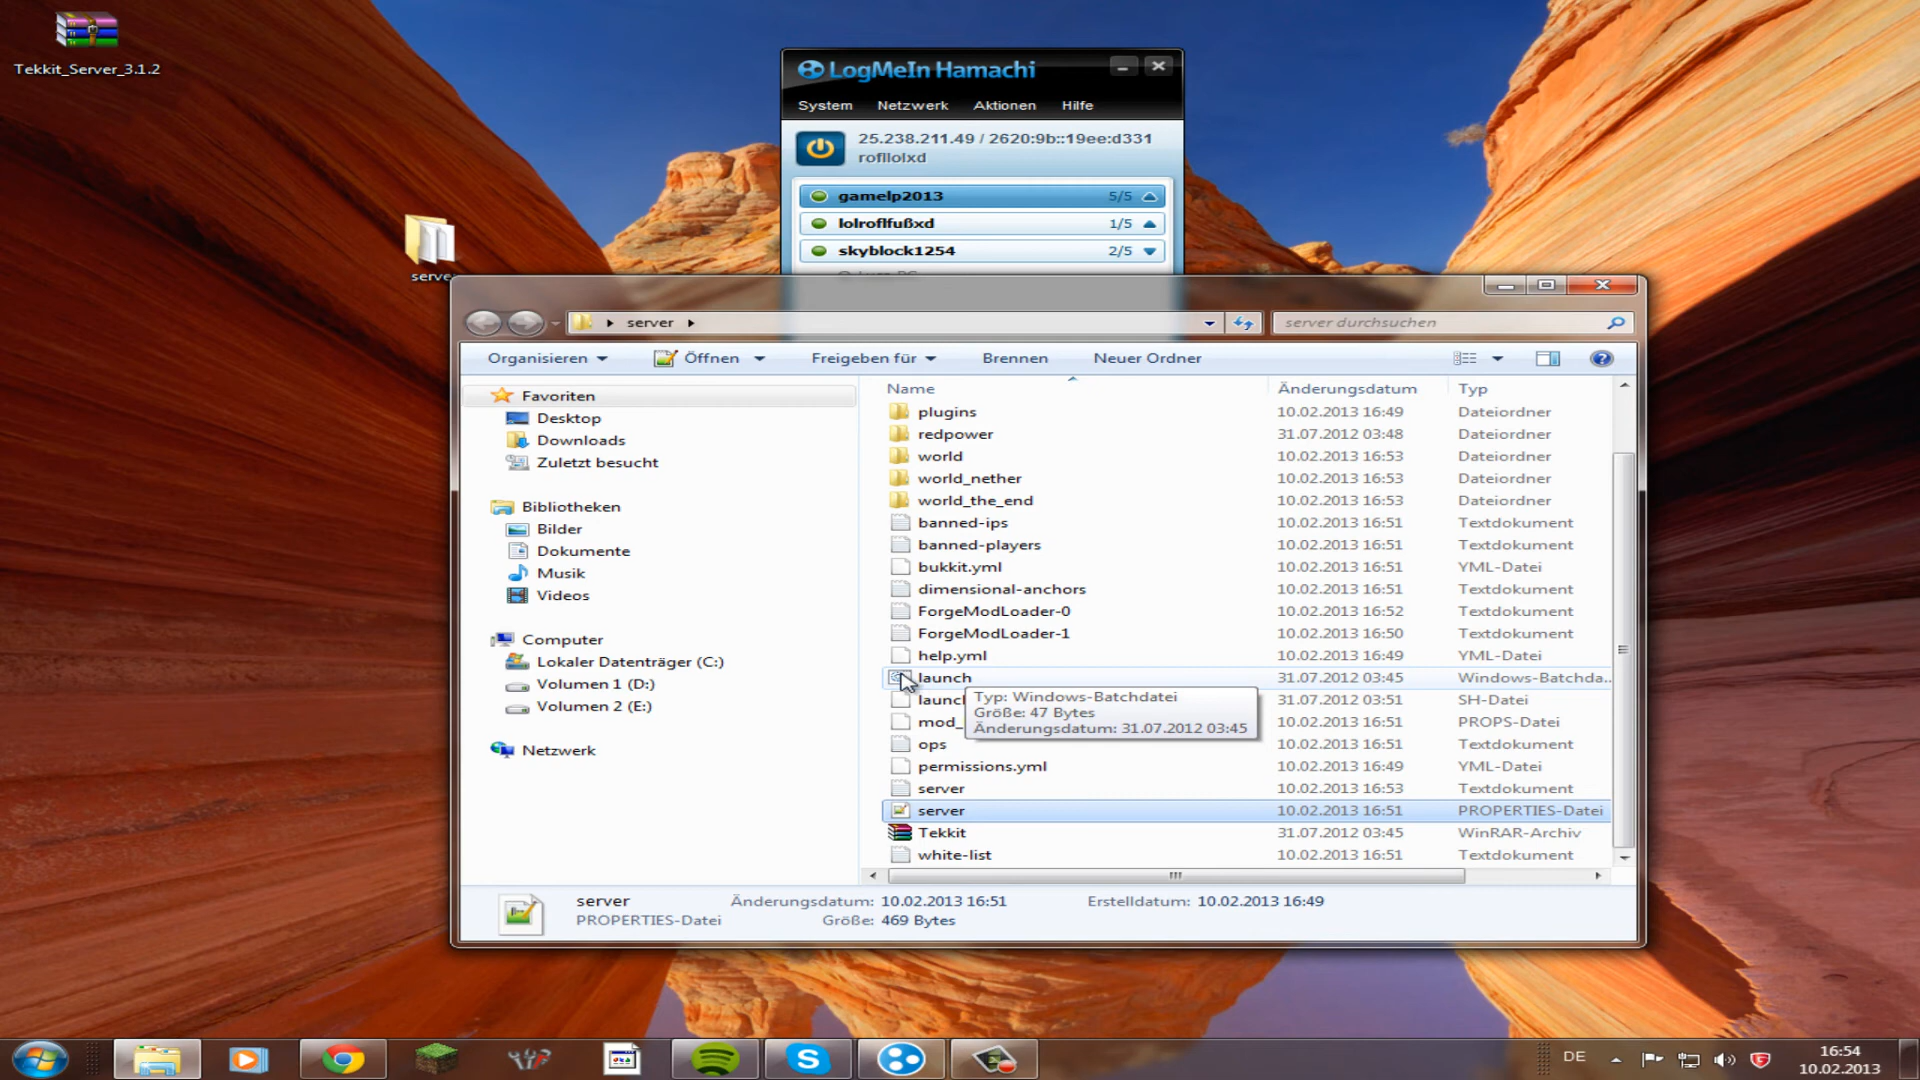 Tekkit_Server_3.1.2
LogMeIn Hamachi
System Netzwerk Aktionen Hilfe
25.238.211.49 / 2620:9b::19ee:d331
rofllolxd
gamelp2013 5/5
lolroflfußxd 1/5
skyblock1254 2/5
serve
server
server durchsuchen
Organisieren Öffnen Freigeben für Brennen Neuer Ordner
Favoriten
Desktop
Downloads
Zuletzt besucht
Bibliotheken
Bilder
Dokumente
Musik
Videos
Computer
Lokaler Datenträger (C:)
Volumen 1 (D:)
Volumen 2 (E:)
Netzwerk
Name Änderungsdatum Typ
plugins 10.02.2013 16:49 Dateiordner
redpower 31.07.2012 03:48 Dateiordner
world 10.02.2013 16:53 Dateiordner
world_nether 10.02.2013 16:53 Dateiordner
world_the_end 10.02.2013 16:53 Dateiordner
banned-ips 10.02.2013 16:51 Textdokument
banned-players 10.02.2013 16:51 Textdokument
bukkit.yml 10.02.2013 16:51 YML-Datei
dimensional-anchors 10.02.2013 16:51 Textdokument
ForgeModLoader-0 10.02.2013 16:52 Textdokument
ForgeModLoader-1 10.02.2013 16:50 Textdokument
help.yml 10.02.2013 16:49 YML-Datei
launch 31.07.2012 03:45 Windows-Batchda...
launc 31.07.2012 03:51 SH-Datei
mod_ 10.02.2013 16:51 PROPS-Datei
ops 10.02.2013 16:51 Textdokument
permissions.yml 10.02.2013 16:49 YML-Datei
server 10.02.2013 16:53 Textdokument
server 10.02.2013 16:51 PROPERTIES-Datei
Tekkit 31.07.2012 03:45 WinRAR-Archiv
white-list 10.02.2013 16:51 Textdokument
Typ: Windows-Batchdatei
Größe: 47 Bytes
Änderungsdatum: 31.07.2012 03:45
server Änderungsdatum: 10.02.2013 16:51 Erstelldatum: 10.02.2013 16:49
PROPERTIES-Datei Größe: 469 Bytes
DE
16:54
10.02.2013